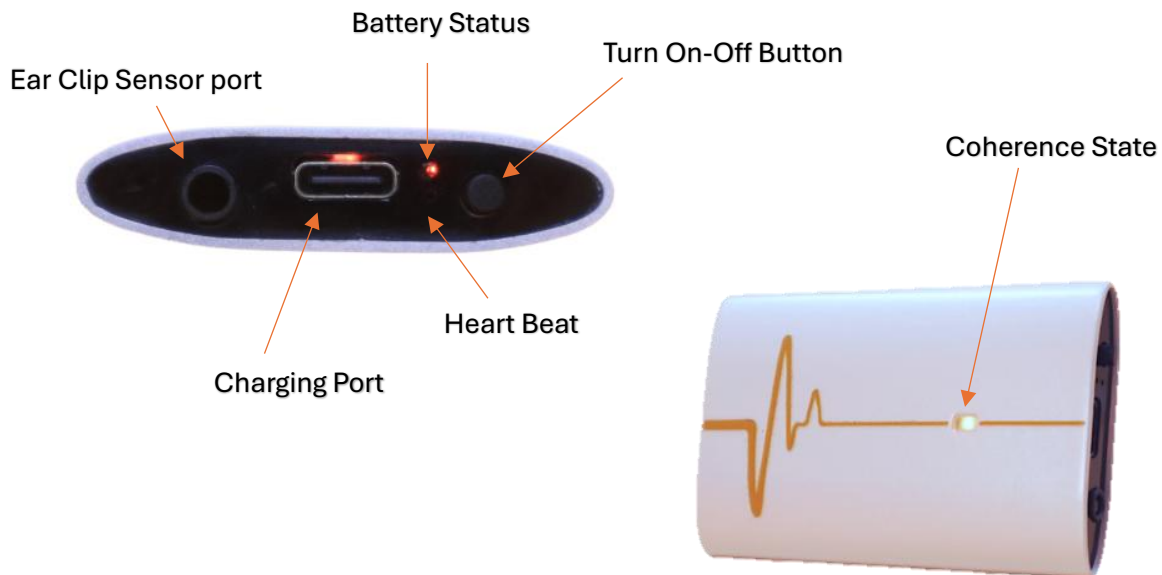 Battery Status
Turn On-Off Button
Ear Clip Sensor port
Coherence State
Heart Beat
Charging Port